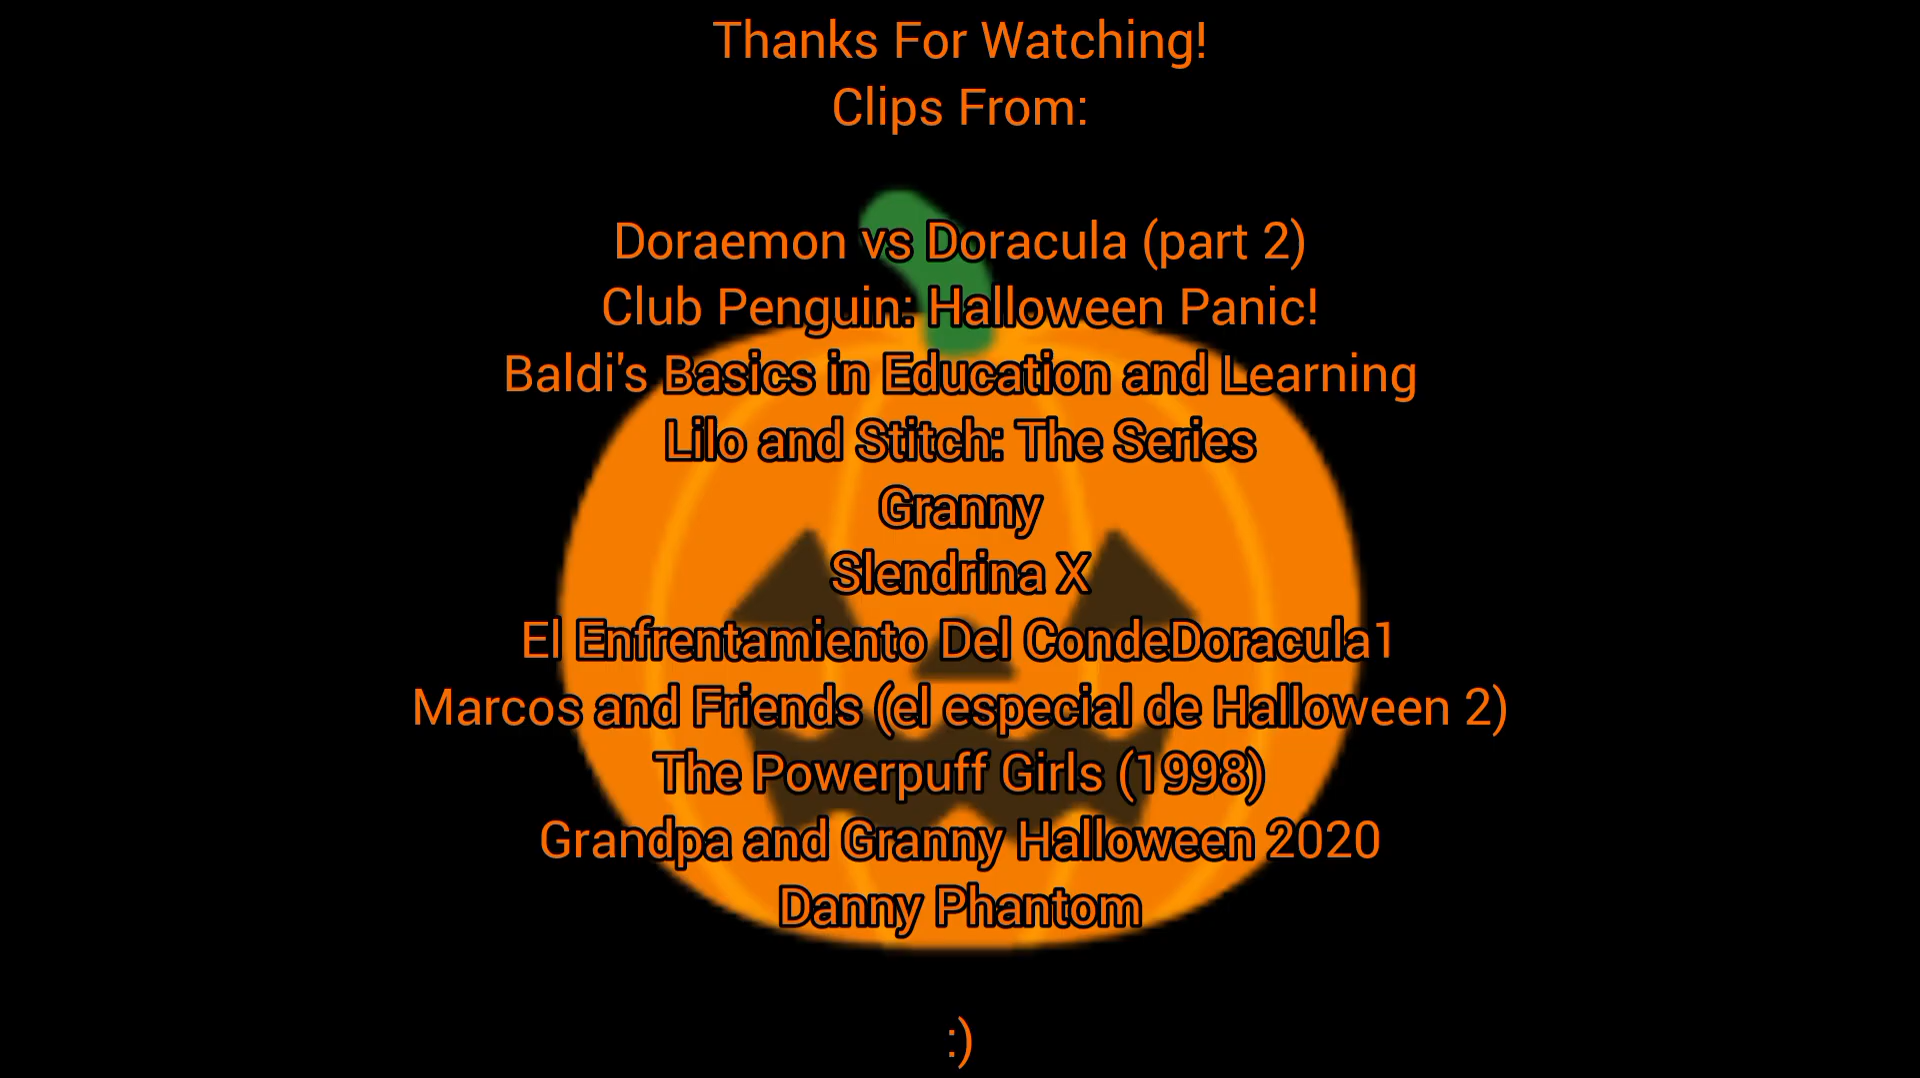 Thanks For Watching!
Clips From:
Doraemon vs Doracula (part 2)
Club Penguin: Halloween Panic!
Baldi's Basics in Education and Learning
Lilo and Stitch: The Series
Granny
Slendrina X
El Enfrentamiento Del CondeDoracula1
Marcos and Friends (el especial de Halloween 2)
The Powerpuff Girls (1998)
Grandpa and Granny Halloween 2020
Danny Phantom
:)